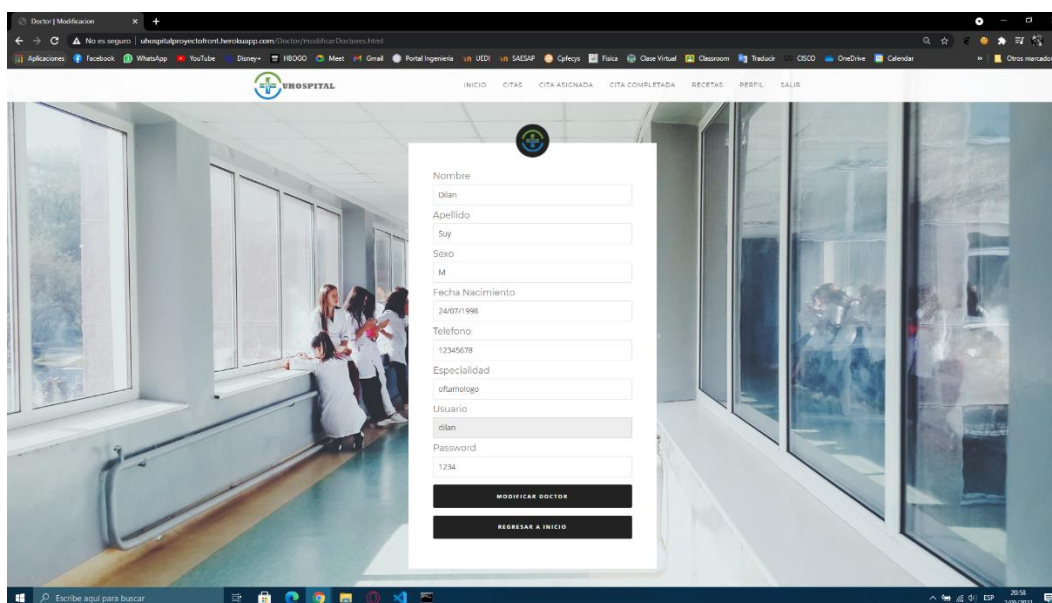 Doctor | Modificacion
No es seguro | uhospitalproyectofront.herokuapp.com/Doctor/modificarDoctores.html
Aplicaciones Facebook WhatsApp YouTube Disney+ HBOGO Meet Gmail Portal Ingenieria UEDI SAESAP Cpfecys Fisica Clase Virtual Classroom Traducir CISCO OneDrive Calendar » Otros marcador
UHOSPITAL INICIO CITAS CITA ASIGNADA CITA COMPLETADA RECETAS PERFIL SALIR
Nombre
Dilan
Apellido
Suy
Sexo
M
Fecha Nacimiento
24/07/1998
Telefono
12345678
Especialidad
oftamologo
Usuario
dilan
Password
1234
MODIFICAR DOCTOR
REGRESAR A INICIO
Escribe aquí para buscar
ESP
20:58